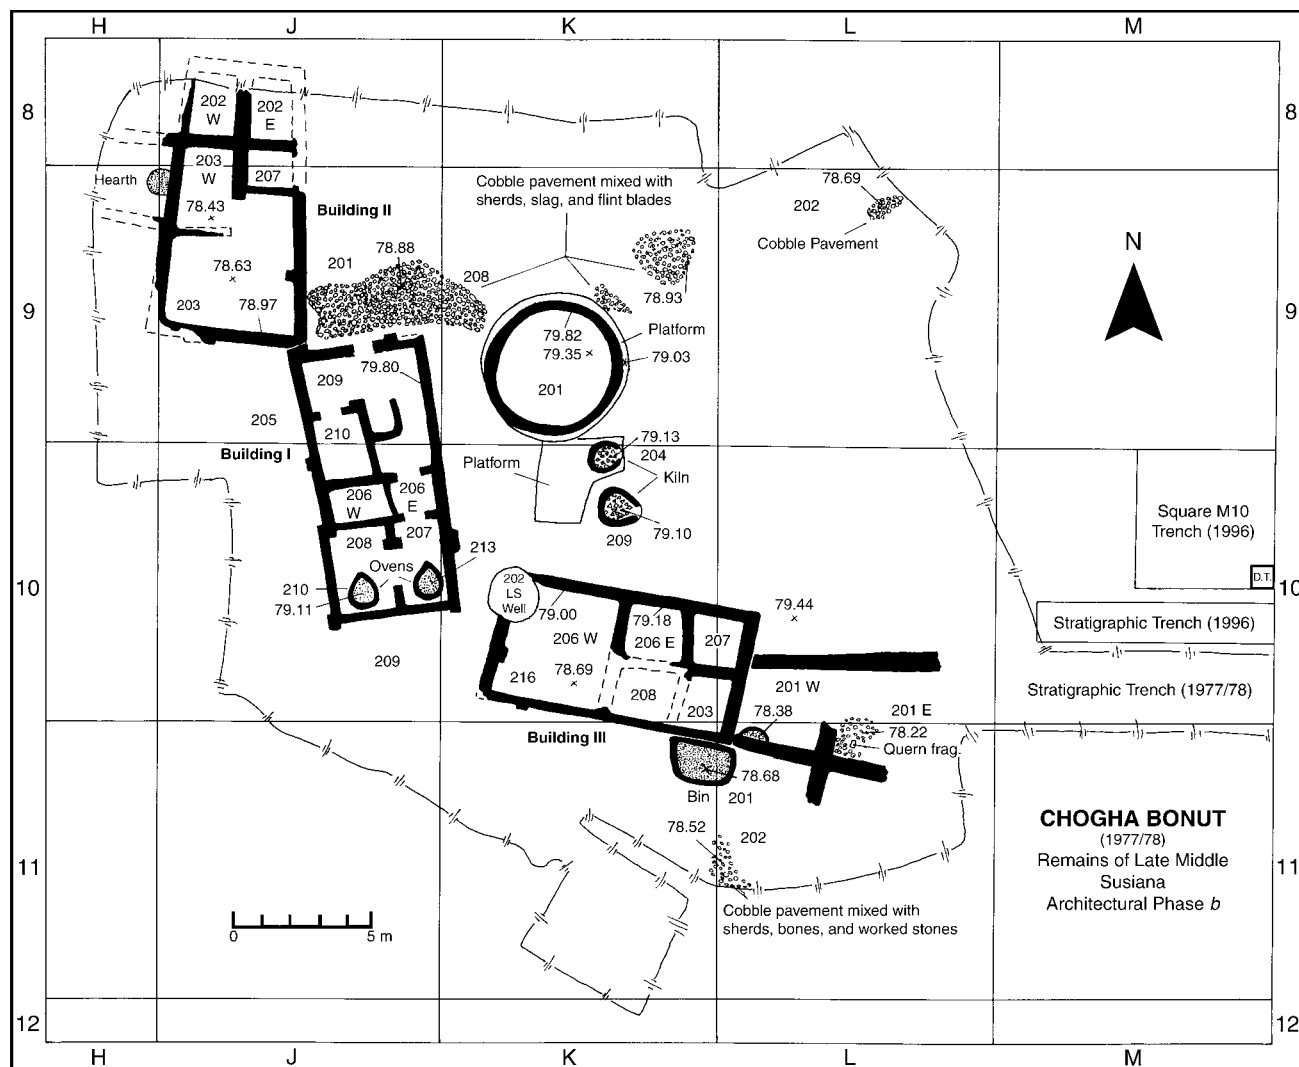 H J K L M
8 8
202
W
202
E
203
W
207
Hearth
78.43
Building II
Cobble pavement mixed with
sherds, slag, and flint blades
78.69
202
Cobble Pavement
N
78.63
201
78.88
208
203
78.97
78.93
9 9
79.82
79.35
Platform
79.03
201
79.80
209
205
210
Building I
79.13
204
Platform
Kiln
206
W
206
E
79.10
209
208
207
213
Ovens
210
79.11
Square M10
Trench (1996)
D.T.
10 10
202
LS
Well
79.00
79.18
79.44
206 W
206 E
207
Stratigraphic Trench (1996)
209
216
78.69
208
203
201 W
Stratigraphic Trench (1977/78)
201 E
78.38
78.22
Building III
Quern frag.
78.68
Bin
201
CHOGHA BONUT
(1977/78)
Remains of Late Middle
Susiana
Architectural Phase b
78.52
202
11 11
Cobble pavement mixed with
sherds, bones, and worked stones
0 5 m
12 12
H J K L M